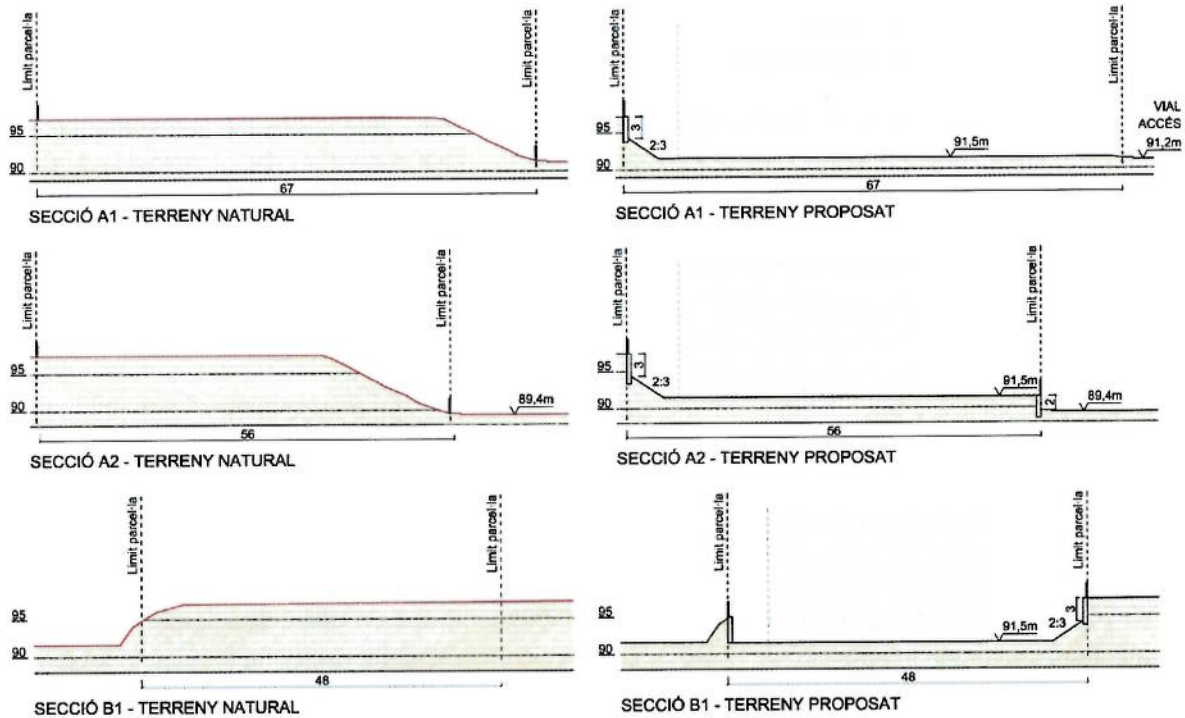 Límit parcel·la
Límit parcel·la
95
90
67
SECCIÓ A1 - TERRENY NATURAL
Límit parcel·la
Límit parcel·la
VIAL
ACCÉS
95
3
2:3
91,5m
91,2m
90
67
SECCIÓ A1 - TERRENY PROPOSAT
Límit parcel·la
Límit parcel·la
95
90
89,4m
56
SECCIÓ A2 - TERRENY NATURAL
Límit parcel·la
Límit parcel·la
95
3
2:3
91,5m
90
2
89,4m
56
SECCIÓ A2 - TERRENY PROPOSAT
Límit parcel·la
Límit parcel·la
95
90
48
SECCIÓ B1 - TERRENY NATURAL
Límit parcel·la
Límit parcel·la
95
3
2:3
91,5m
90
48
SECCIÓ B1 - TERRENY PROPOSAT